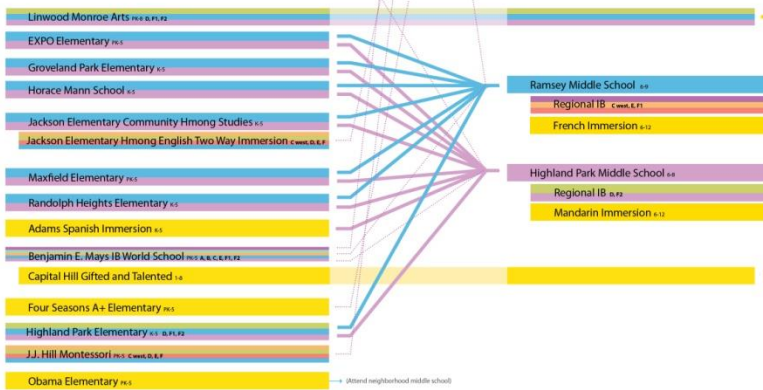 Linwood Monroe Arts PK-8 D, F1, F2
EXPO Elementary PK-5
Groveland Park Elementary K-5
Horace Mann School K-5
Jackson Elementary Community Hmong Studies K-5
Jackson Elementary Hmong English Two Way Immersion C west, D, E, F
Maxfield Elementary PK-5
Randolph Heights Elementary K-5
Adams Spanish Immersion K-5
Benjamin E. Mays IB World School PK-5 A, B, C, E, F1, F2
Capital Hill Gifted and Talented 1-8
Four Seasons A+ Elementary PK-5
Highland Park Elementary K-5 D, F1, F2
J.J. Hill Montessori PK-5 C west, D, E, F
Obama Elementary PK-5
(Attend neighborhood middle school)
Ramsey Middle School 6-8
Regional IB C west, E, F1
French Immersion 6-12
Highland Park Middle School 6-8
Regional IB D, F2
Mandarin Immersion 6-12